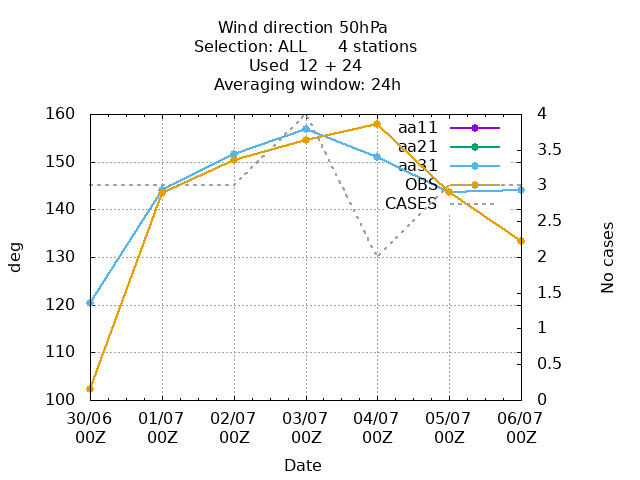 Wind direction 50hPa
Selection: ALL      4 stations
Used  12 + 24
Averaging window: 24h
160
150
140
130
120
110
100
deg
4
3.5
3
2.5
2
1.5
1
0.5
0
No cases
aa11
aa21
aa31
OBS
CASES
30/06 01/07 02/07 03/07 04/07 05/07 06/07
00Z 00Z 00Z 00Z 00Z 00Z 00Z
Date